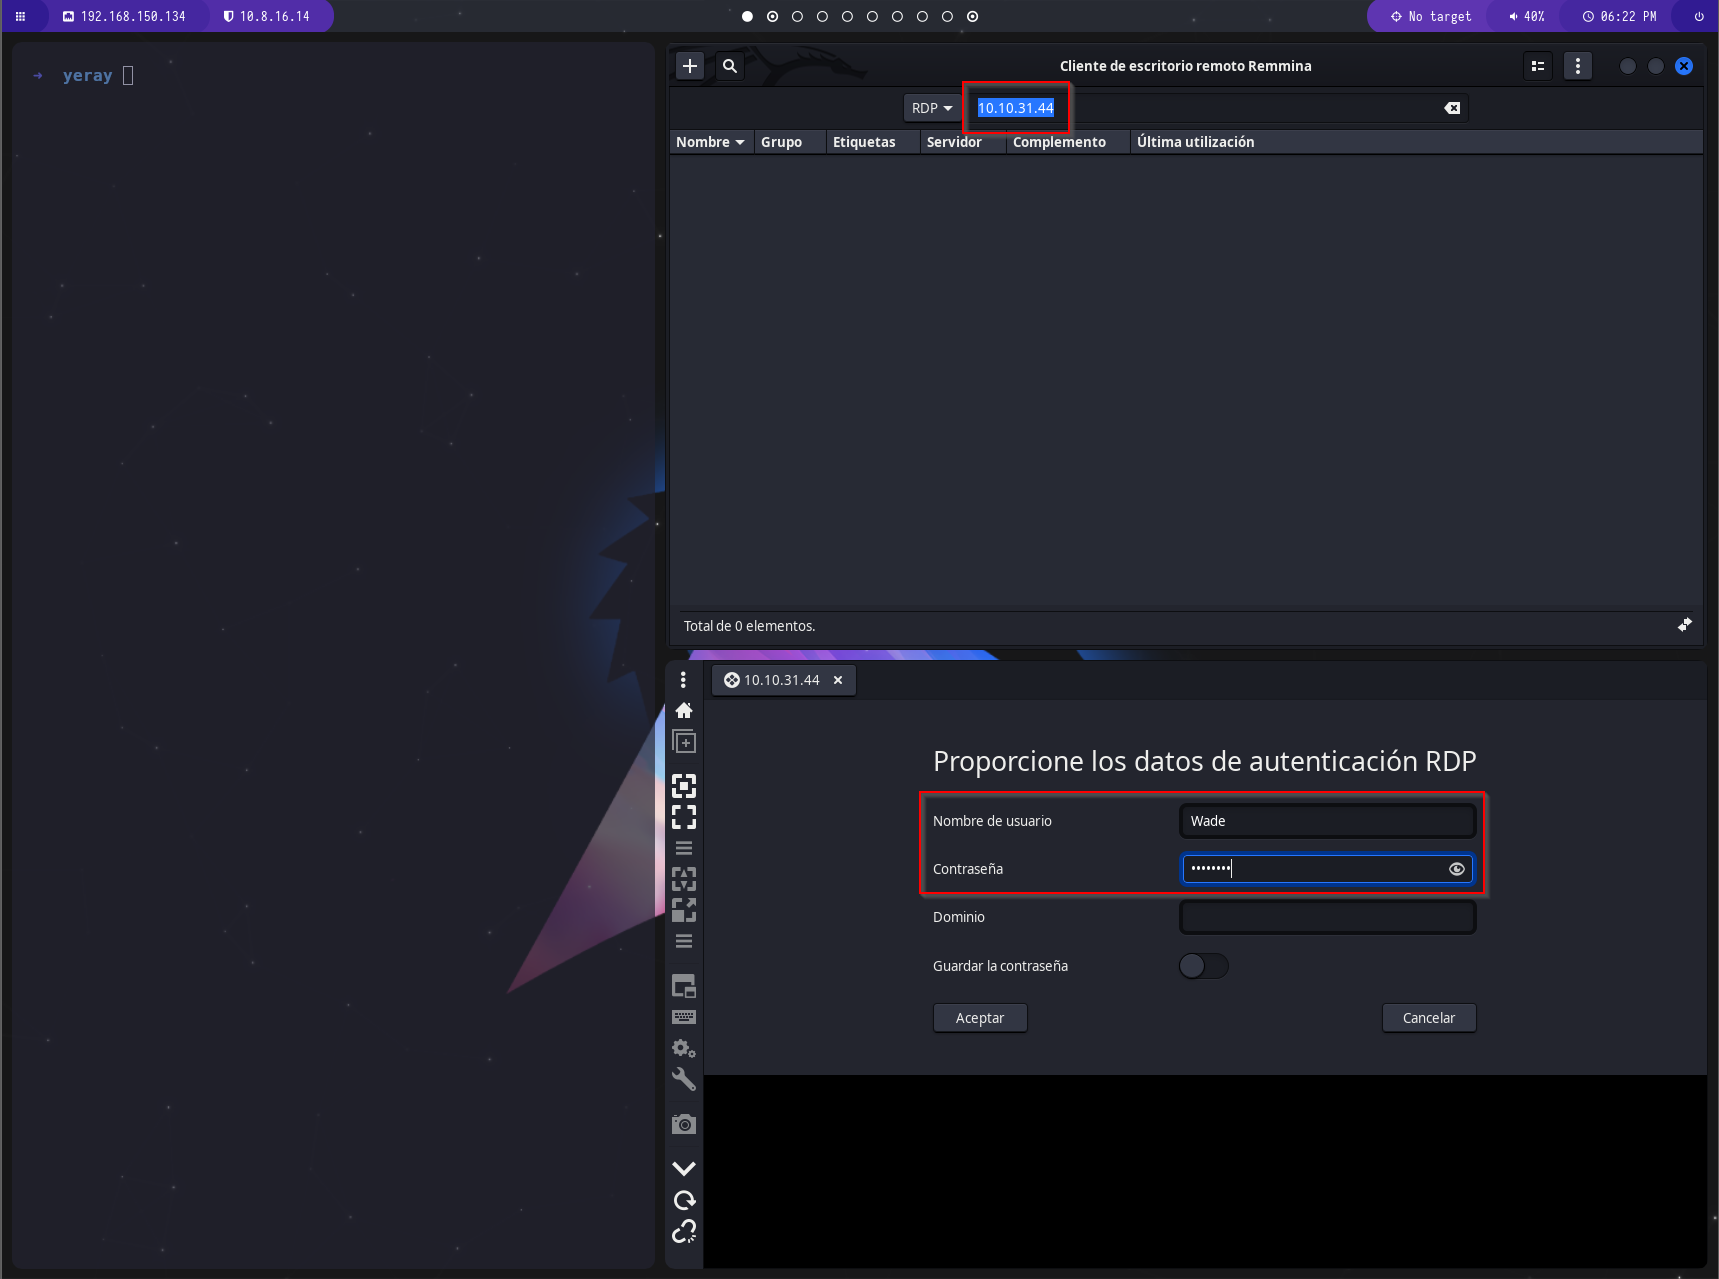 192.168.150.134
10.8.16.14
No target
40%
06:22 PM
➜ yeray
Cliente de escritorio remoto Remmina
RDP
10.10.31.44
Nombre
Grupo
Etiquetas
Servidor
Complemento
Última utilización
Total de 0 elementos.
10.10.31.44
Proporcione los datos de autenticación RDP
Nombre de usuario
Wade
Contraseña
••••••••
Dominio
Guardar la contraseña
Aceptar
Cancelar